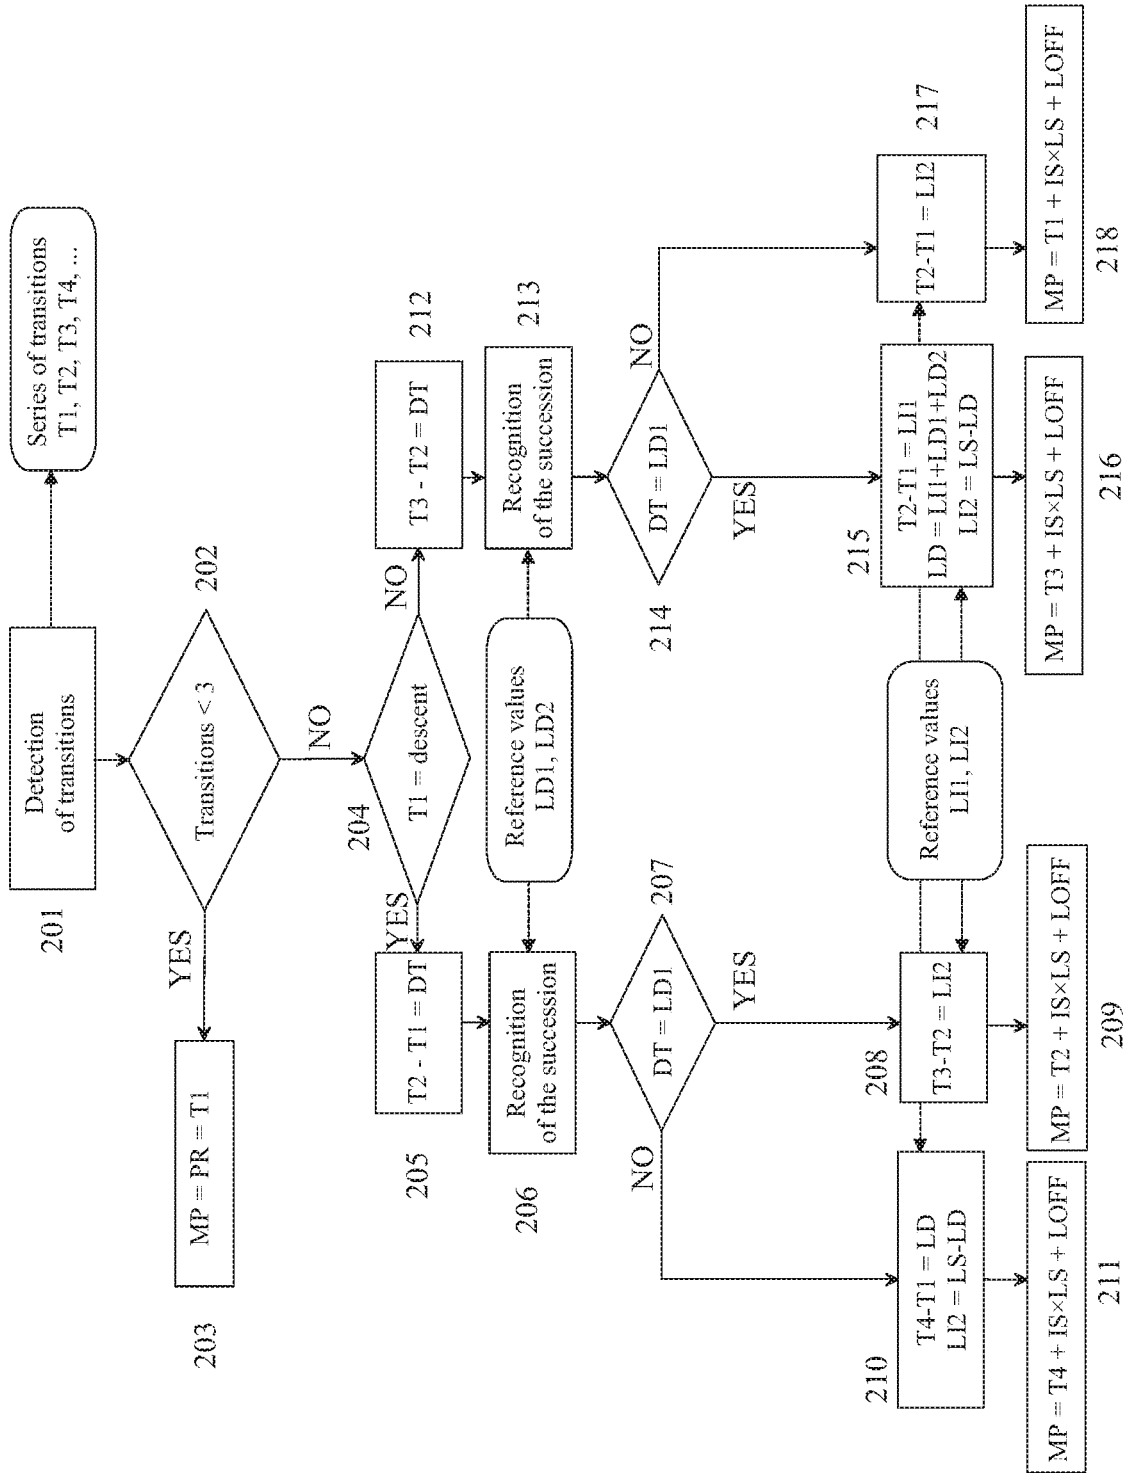 201
Detection
of transitions
Series of transitions
T1, T2, T3, T4, ...
202
Transitions < 3
YES
NO
203
MP = PR = T1
204
T1 = descent
YES
NO
205
T2 - T1 = DT
T3 - T2 = DT
212
206
Recognition
of the succession
Reference values
LD1, LD2
Recognition
of the succession
213
207
DT = LD1
NO
YES
214
DT = LD1
YES
NO
210
T4-T1 = LD
LI2 = LS-LD
208
T3-T2 = LI2
Reference values
LI1, LI2
215
T2-T1 = LI1
LD = LI1+LD1+LD2
LI2 = LS-LD
T2-T1 = LI2
217
MP = T4 + IS×LS + LOFF
211
MP = T2 + IS×LS + LOFF
209
MP = T3 + IS×LS + LOFF
216
MP = T1 + IS×LS + LOFF
218